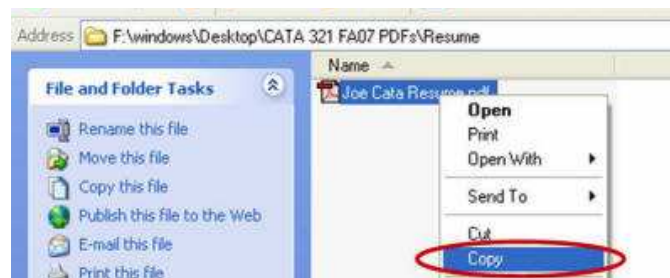 Address F:\windows\Desktop\CATA 321 FA07 PDFs\Resume
File and Folder Tasks
Rename this file
Move this file
Copy this file
Publish this file to the Web
E-mail this file
Print this file
Name
Joe Cata Resume.pdf
Open
Print
Open With
Send To
Cut
Copy